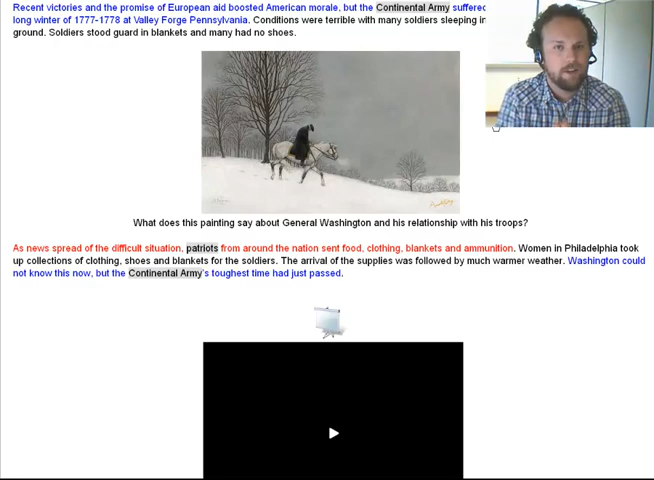 Recent victories and the promise of European aid boosted American morale, but the Continental Army suffered
long winter of 1777-1778 at Valley Forge Pennsylvania. Conditions were terrible with many soldiers sleeping in
ground. Soldiers stood guard in blankets and many had no shoes.
What does this painting say about General Washington and his relationship with his troops?
As news spread of the difficult situation, patriots from around the nation sent food, clothing, blankets and ammunition. Women in Philadelphia took
up collections of clothing, shoes and blankets for the soldiers. The arrival of the supplies was followed by much warmer weather. Washington could
not know this now, but the Continental Army's toughest time had just passed.